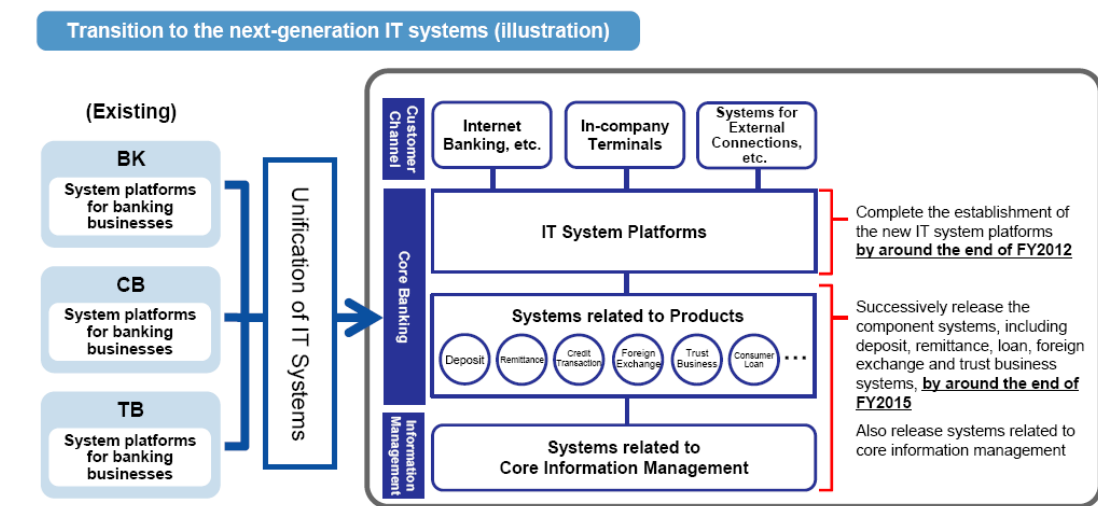 Transition to the next-generation IT systems (illustration)
(Existing)
BK
System platforms
for banking
businesses
CB
System platforms
for banking
businesses
TB
System platforms
for banking
businesses
Unification of IT Systems
Customer
Channel
Internet
Banking, etc.
In-company
Terminals
Systems for
External
Connections,
etc.
Core Banking
IT System Platforms
Complete the establishment of
the new IT system platforms
by around the end of FY2012
Systems related to Products
Deposit
Remittance
Credit
Transaction
Foreign
Exchange
Trust
Business
Consumer
Loan
···
Successively release the
component systems, including
deposit, remittance, loan, foreign
exchange and trust business
systems, by around the end of
FY2015
Also release systems related to
core information management
Information
Management
Systems related to
Core Information Management